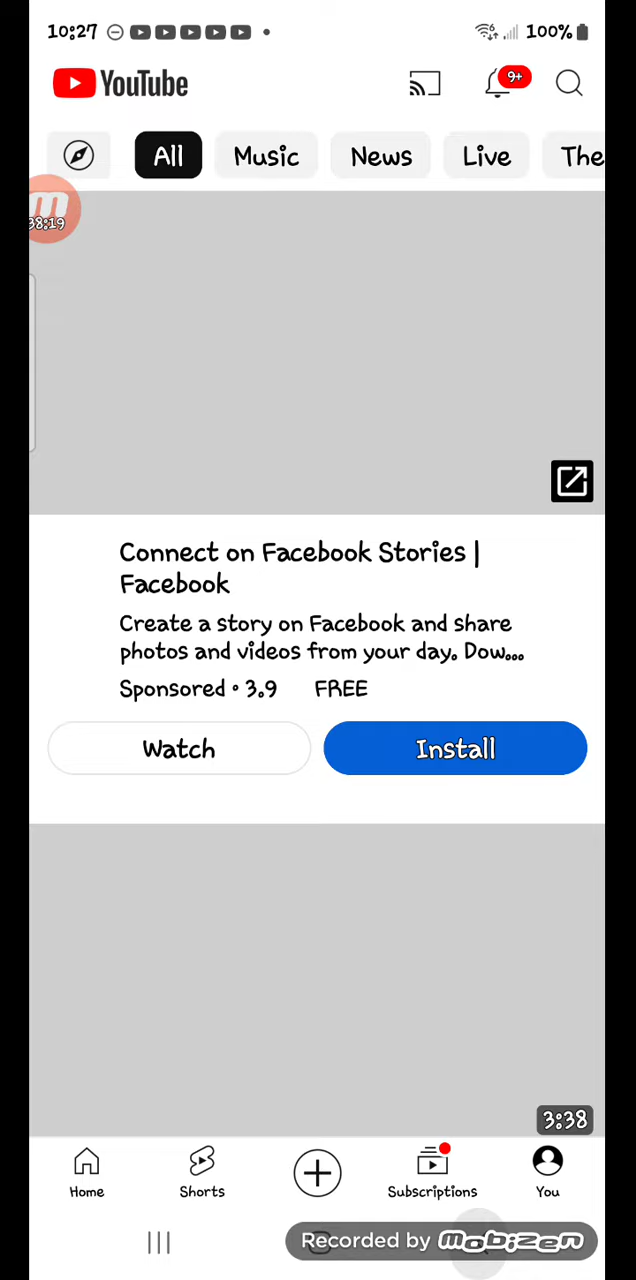 10:27 100%
YouTube 9+
All Music News Live The
38:19
Connect on Facebook Stories |
Facebook
Create a story on Facebook and share
photos and videos from your day. Dow...
Sponsored • 3.9 FREE
Watch Install
3:38
Home Shorts Subscriptions You
Recorded by mobizen